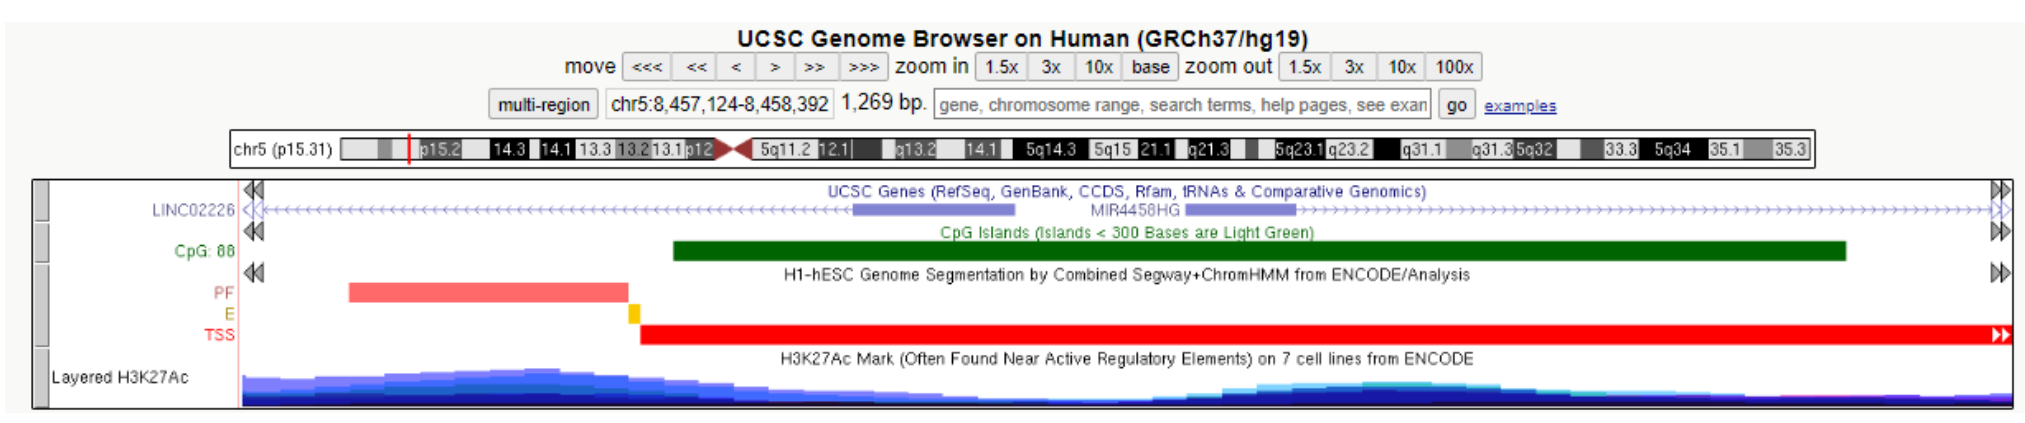 UCSC Genome Browser on Human (GRCh37/hg19)
move <<< << < > >> >>> zoom in 1.5x 3x 10x base zoom out 1.5x 3x 10x 100x
multi-region chr5:8,457,124-8,458,392 1,269 bp. gene, chromosome range, search terms, help pages, see exan go examples
chr5 (p15.31) p15.2 14.3 14.1 13.3 13.2 13.1 p12 5q11.2 12.1 q13.2 14.1 5q14.3 5q15 21.1 q21.3 5q23.1 q23.2 q31.1 q31.3 5q32 33.3 5q34 35.1 35.3
UCSC Genes (RefSeq, GenBank, CCDS, Rfam, tRNAs & Comparative Genomics)
LINC02226 MIR4458HG
CpG Islands (Islands < 300 Bases are Light Green)
CpG: 88
H1-hESC Genome Segmentation by Combined Segway+ChromHMM from ENCODE/Analysis
PF
E
TSS
H3K27Ac Mark (Often Found Near Active Regulatory Elements) on 7 cell lines from ENCODE
Layered H3K27Ac